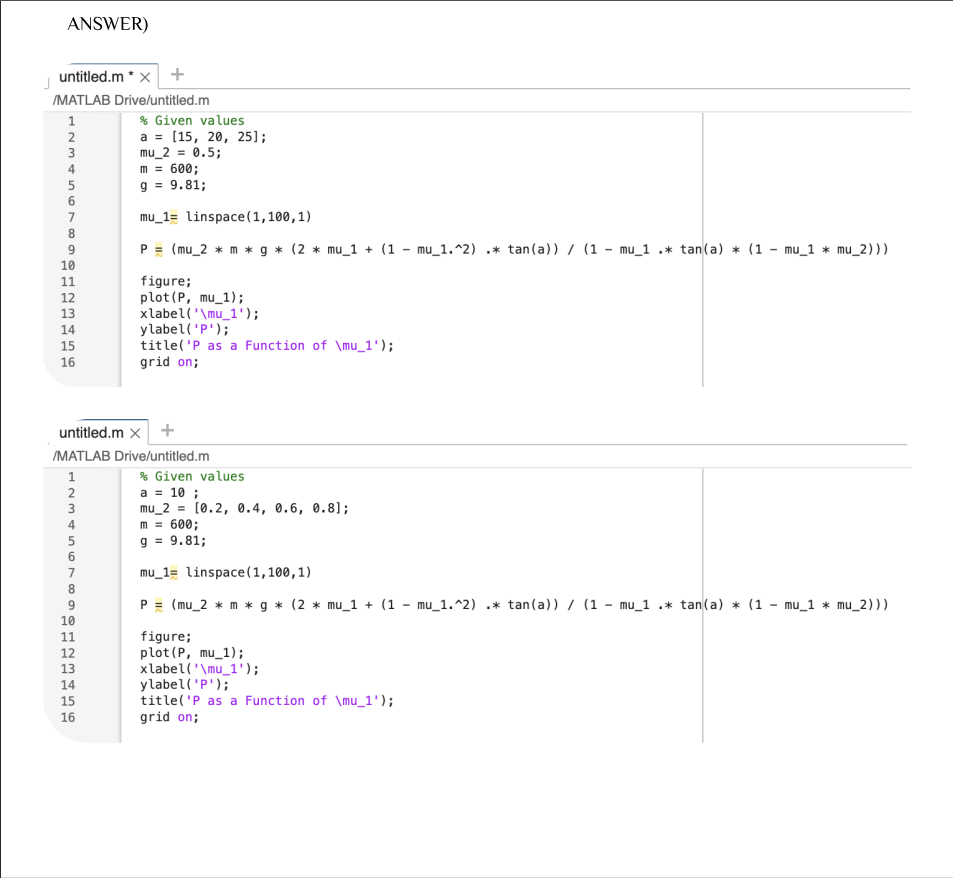 ANSWER)
untitled.m * × +
/MATLAB Drive/untitled.m
1 % Given values
2 a = [15, 20, 25];
3 mu_2 = 0.5;
4 m = 600;
5 g = 9.81;
6
7 mu_1= linspace(1,100,1)
8
9 P = (mu_2 * m * g * (2 * mu_1 + (1 - mu_1.^2) .* tan(a)) / (1 - mu_1 .* tan(a) * (1 - mu_1 * mu_2)))
10
11 figure;
12 plot(P, mu_1);
13 xlabel('\mu_1');
14 ylabel('P');
15 title('P as a Function of \mu_1');
16 grid on;
untitled.m × +
/MATLAB Drive/untitled.m
1 % Given values
2 a = 10 ;
3 mu_2 = [0.2, 0.4, 0.6, 0.8];
4 m = 600;
5 g = 9.81;
6
7 mu_1= linspace(1,100,1)
8
9 P = (mu_2 * m * g * (2 * mu_1 + (1 - mu_1.^2) .* tan(a)) / (1 - mu_1 .* tan(a) * (1 - mu_1 * mu_2)))
10
11 figure;
12 plot(P, mu_1);
13 xlabel('\mu_1');
14 ylabel('P');
15 title('P as a Function of \mu_1');
16 grid on;